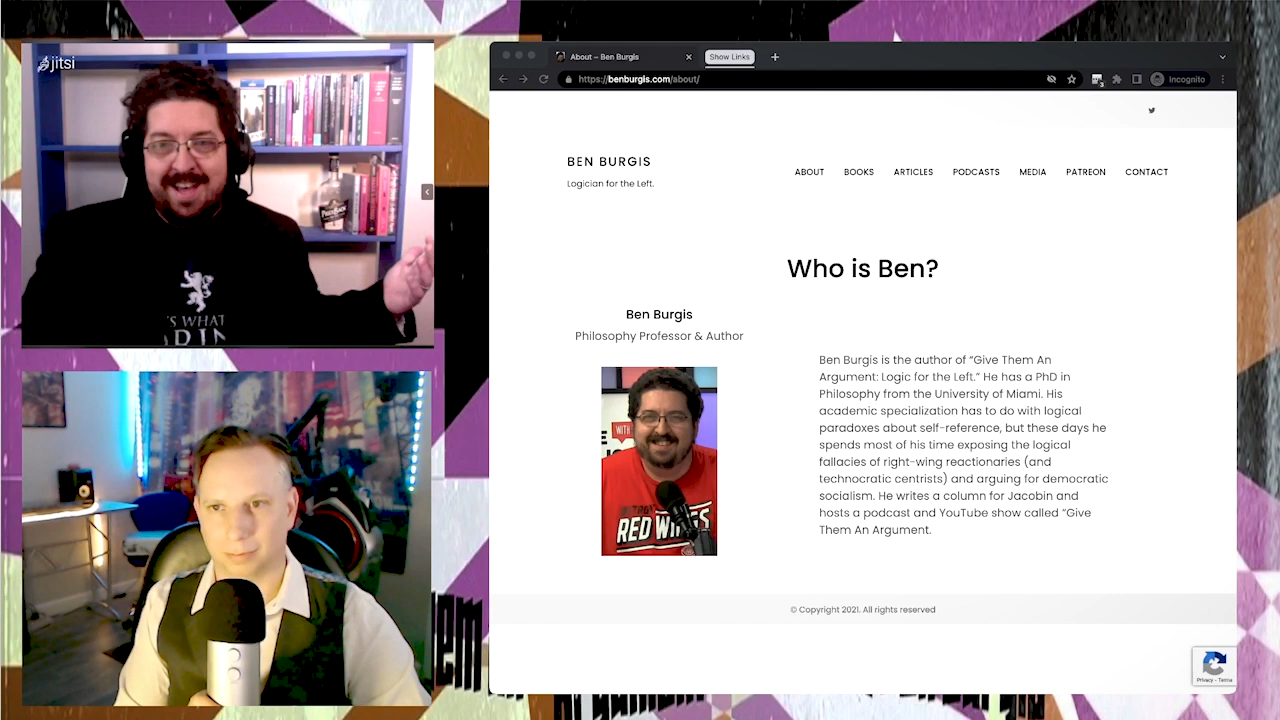 jitsi
'S WHAT
About – Ben Burgis
Show Links
https://benburgis.com/about/
Incognito
BEN BURGIS
Logician for the Left.
ABOUT BOOKS ARTICLES PODCASTS MEDIA PATREON CONTACT
Who is Ben?
Ben Burgis
Philosophy Professor & Author
WITH
RED WINGS
Ben Burgis is the author of “Give Them An
Argument: Logic for the Left.” He has a PhD in
Philosophy from the University of Miami. His
academic specialization has to do with logical
paradoxes about self-reference, but these days he
spends most of his time exposing the logical
fallacies of right-wing reactionaries (and
technocratic centrists) and arguing for democratic
socialism. He writes a column for Jacobin and
hosts a podcast and YouTube show called “Give
Them An Argument.
© Copyright 2021. All rights reserved
Privacy - Terms